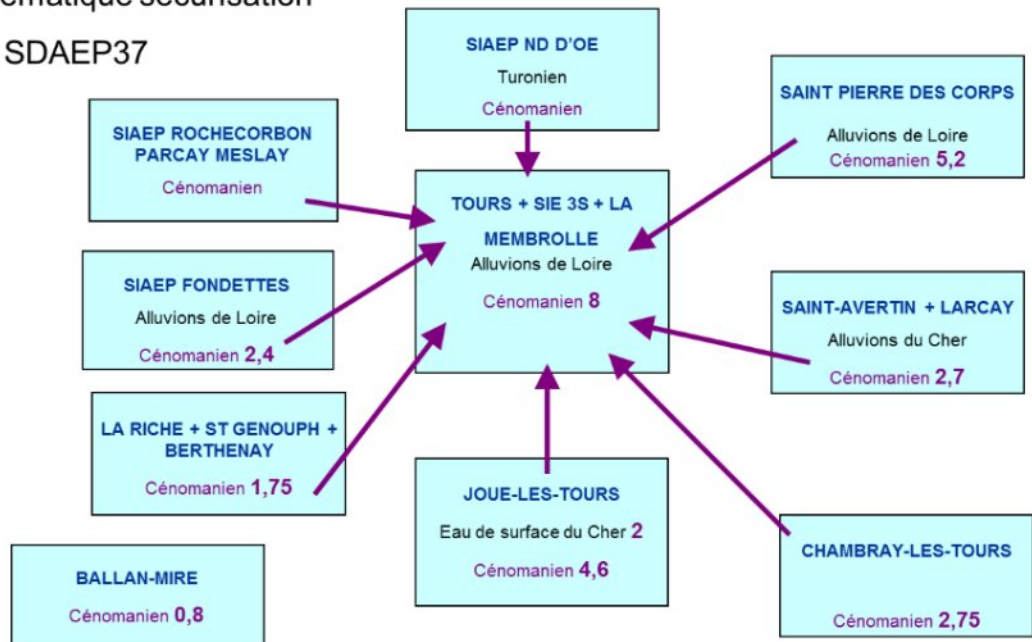 SDAEP37
SIAEP ND D'OE
Turonien
Cénomanien
SAINT PIERRE DES CORPS
Alluvions de Loire
Cénomanien 5,2
SIAEP ROCHECORBON
PARCAY MESLAY
Cénomanien
TOURS + SIE 3S + LA
MEMBROLLE
Alluvions de Loire
Cénomanien 8
SIAEP FONDETTES
Alluvions de Loire
Cénomanien 2,4
SAINT-AVERTIN + LARCAY
Alluvions du Cher
Cénomanien 2,7
LA RICHE + ST GENOUPH +
BERTHENAY
Cénomanien 1,75
JOUE-LES-TOURS
Eau de surface du Cher 2
Cénomanien 4,6
CHAMBRAY-LES-TOURS
Cénomanien 2,75
BALLAN-MIRE
Cénomanien 0,8